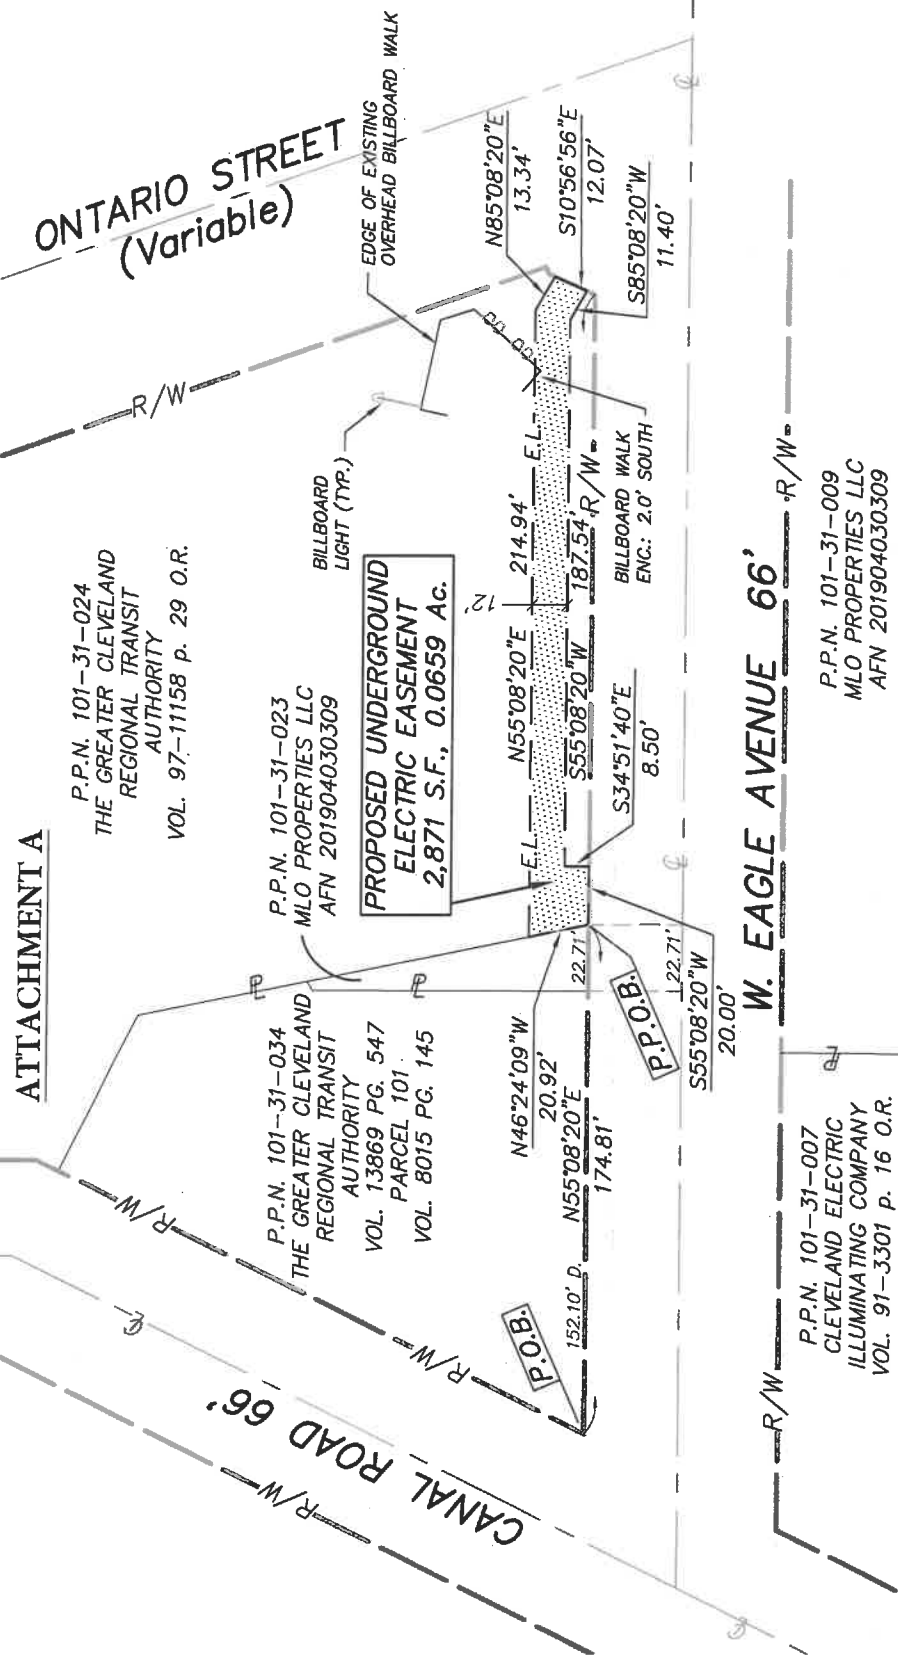 ATTACHMENT A
ONTARIO STREET
(Variable)
R/W
EDGE OF EXISTING
OVERHEAD BILLBOARD WALK
P.P.N. 101-31-024
THE GREATER CLEVELAND
REGIONAL TRANSIT
AUTHORITY
VOL. 97-11158 p. 29 O.R.
BILLBOARD
LIGHT (TYP.)
P.P.N. 101-31-023
MLO PROPERTIES LLC
AFN 201904030309
PROPOSED UNDERGROUND
ELECTRIC EASEMENT
2,871 S.F., 0.0659 Ac.
N85°08'20"E
13.34'
S10°56'56"E
12.07'
S85°08'20"W
11.40'
12'
E.L.
N55°08'20"E
214.94'
E.L.
S55°08'20"W
187.54'
R/W
BILLBOARD WALK
ENC.: 2.0' SOUTH
S34°51'40"E
8.50'
P.P.N. 101-31-034
THE GREATER CLEVELAND
REGIONAL TRANSIT
AUTHORITY
VOL. 13869 PG. 547
PARCEL 101
VOL. 8015 PG. 145
PL
PL
R/W
R/W
N46°24'09"W
20.92'
22.71'
22.71'
P.P.O.B.
S55°08'20"W
20.00'
N55°08'20"E
174.81'
152.10' D.
P.O.B.
CL
CL
CL
CL
CANAL ROAD 66'
R/W
W. EAGLE AVENUE 66'
R/W
R/W
PL
P.P.N. 101-31-007
CLEVELAND ELECTRIC
ILLUMINATING COMPANY
VOL. 91-3301 p. 16 O.R.
P.P.N. 101-31-009
MLO PROPERTIES LLC
AFN 201904030309